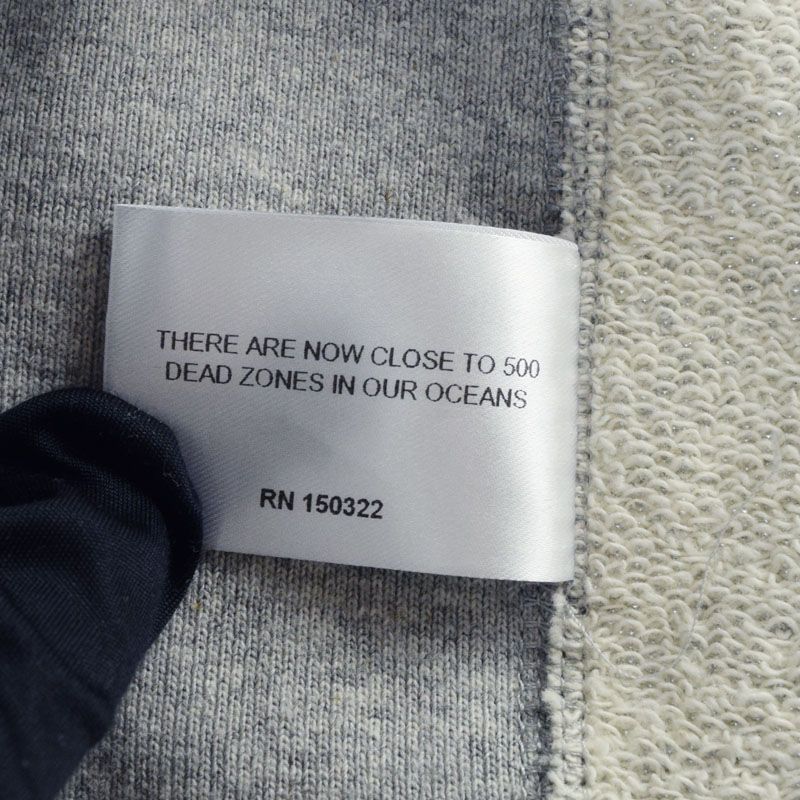 THERE ARE NOW CLOSE TO 500
DEAD ZONES IN OUR OCEANS
RN 150322